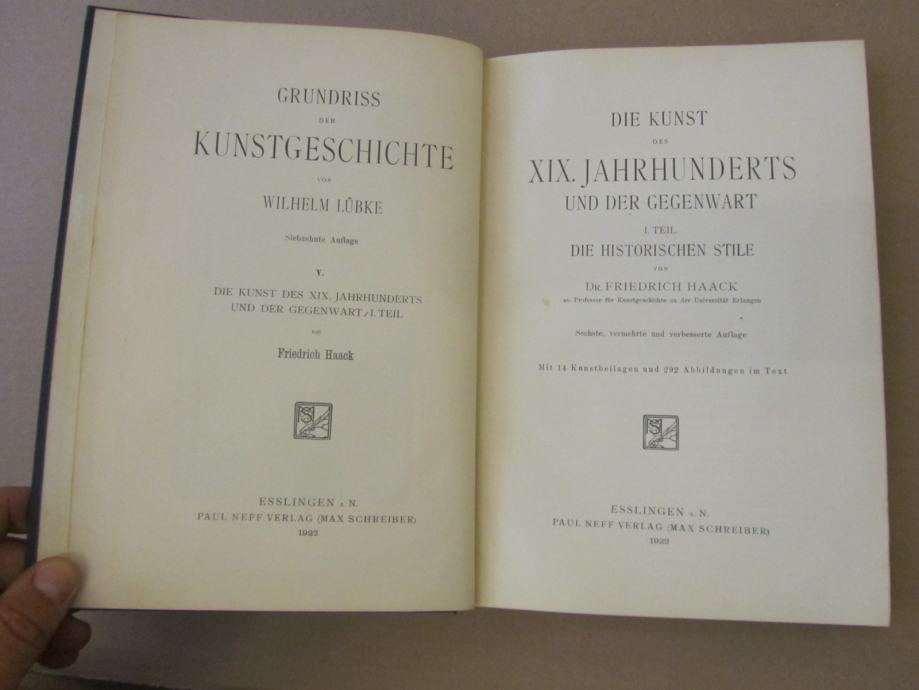 GRUNDRISS
DER
KUNSTGESCHICHTE
VON
WILHELM LÜBKE
Siebzehnte Auflage
V.
DIE KUNST DES XIX. JAHRHUNDERTS
UND DER GEGENWART / I. TEIL
von
Friedrich Haack
ESSLINGEN a. N.
PAUL NEFF VERLAG (MAX SCHREIBER)
1922
DIE KUNST
DES
XIX. JAHRHUNDERTS
UND DER GEGENWART
I. TEIL
DIE HISTORISCHEN STILE
VON
DR. FRIEDRICH HAACK
ao. Professor für Kunstgeschichte an der Universität Erlangen
Sechste, vermehrte und verbesserte Auflage
Mit 14 Kunstbeilagen und 292 Abbildungen im Text
ESSLINGEN a. N.
PAUL NEFF VERLAG (MAX SCHREIBER)
1922